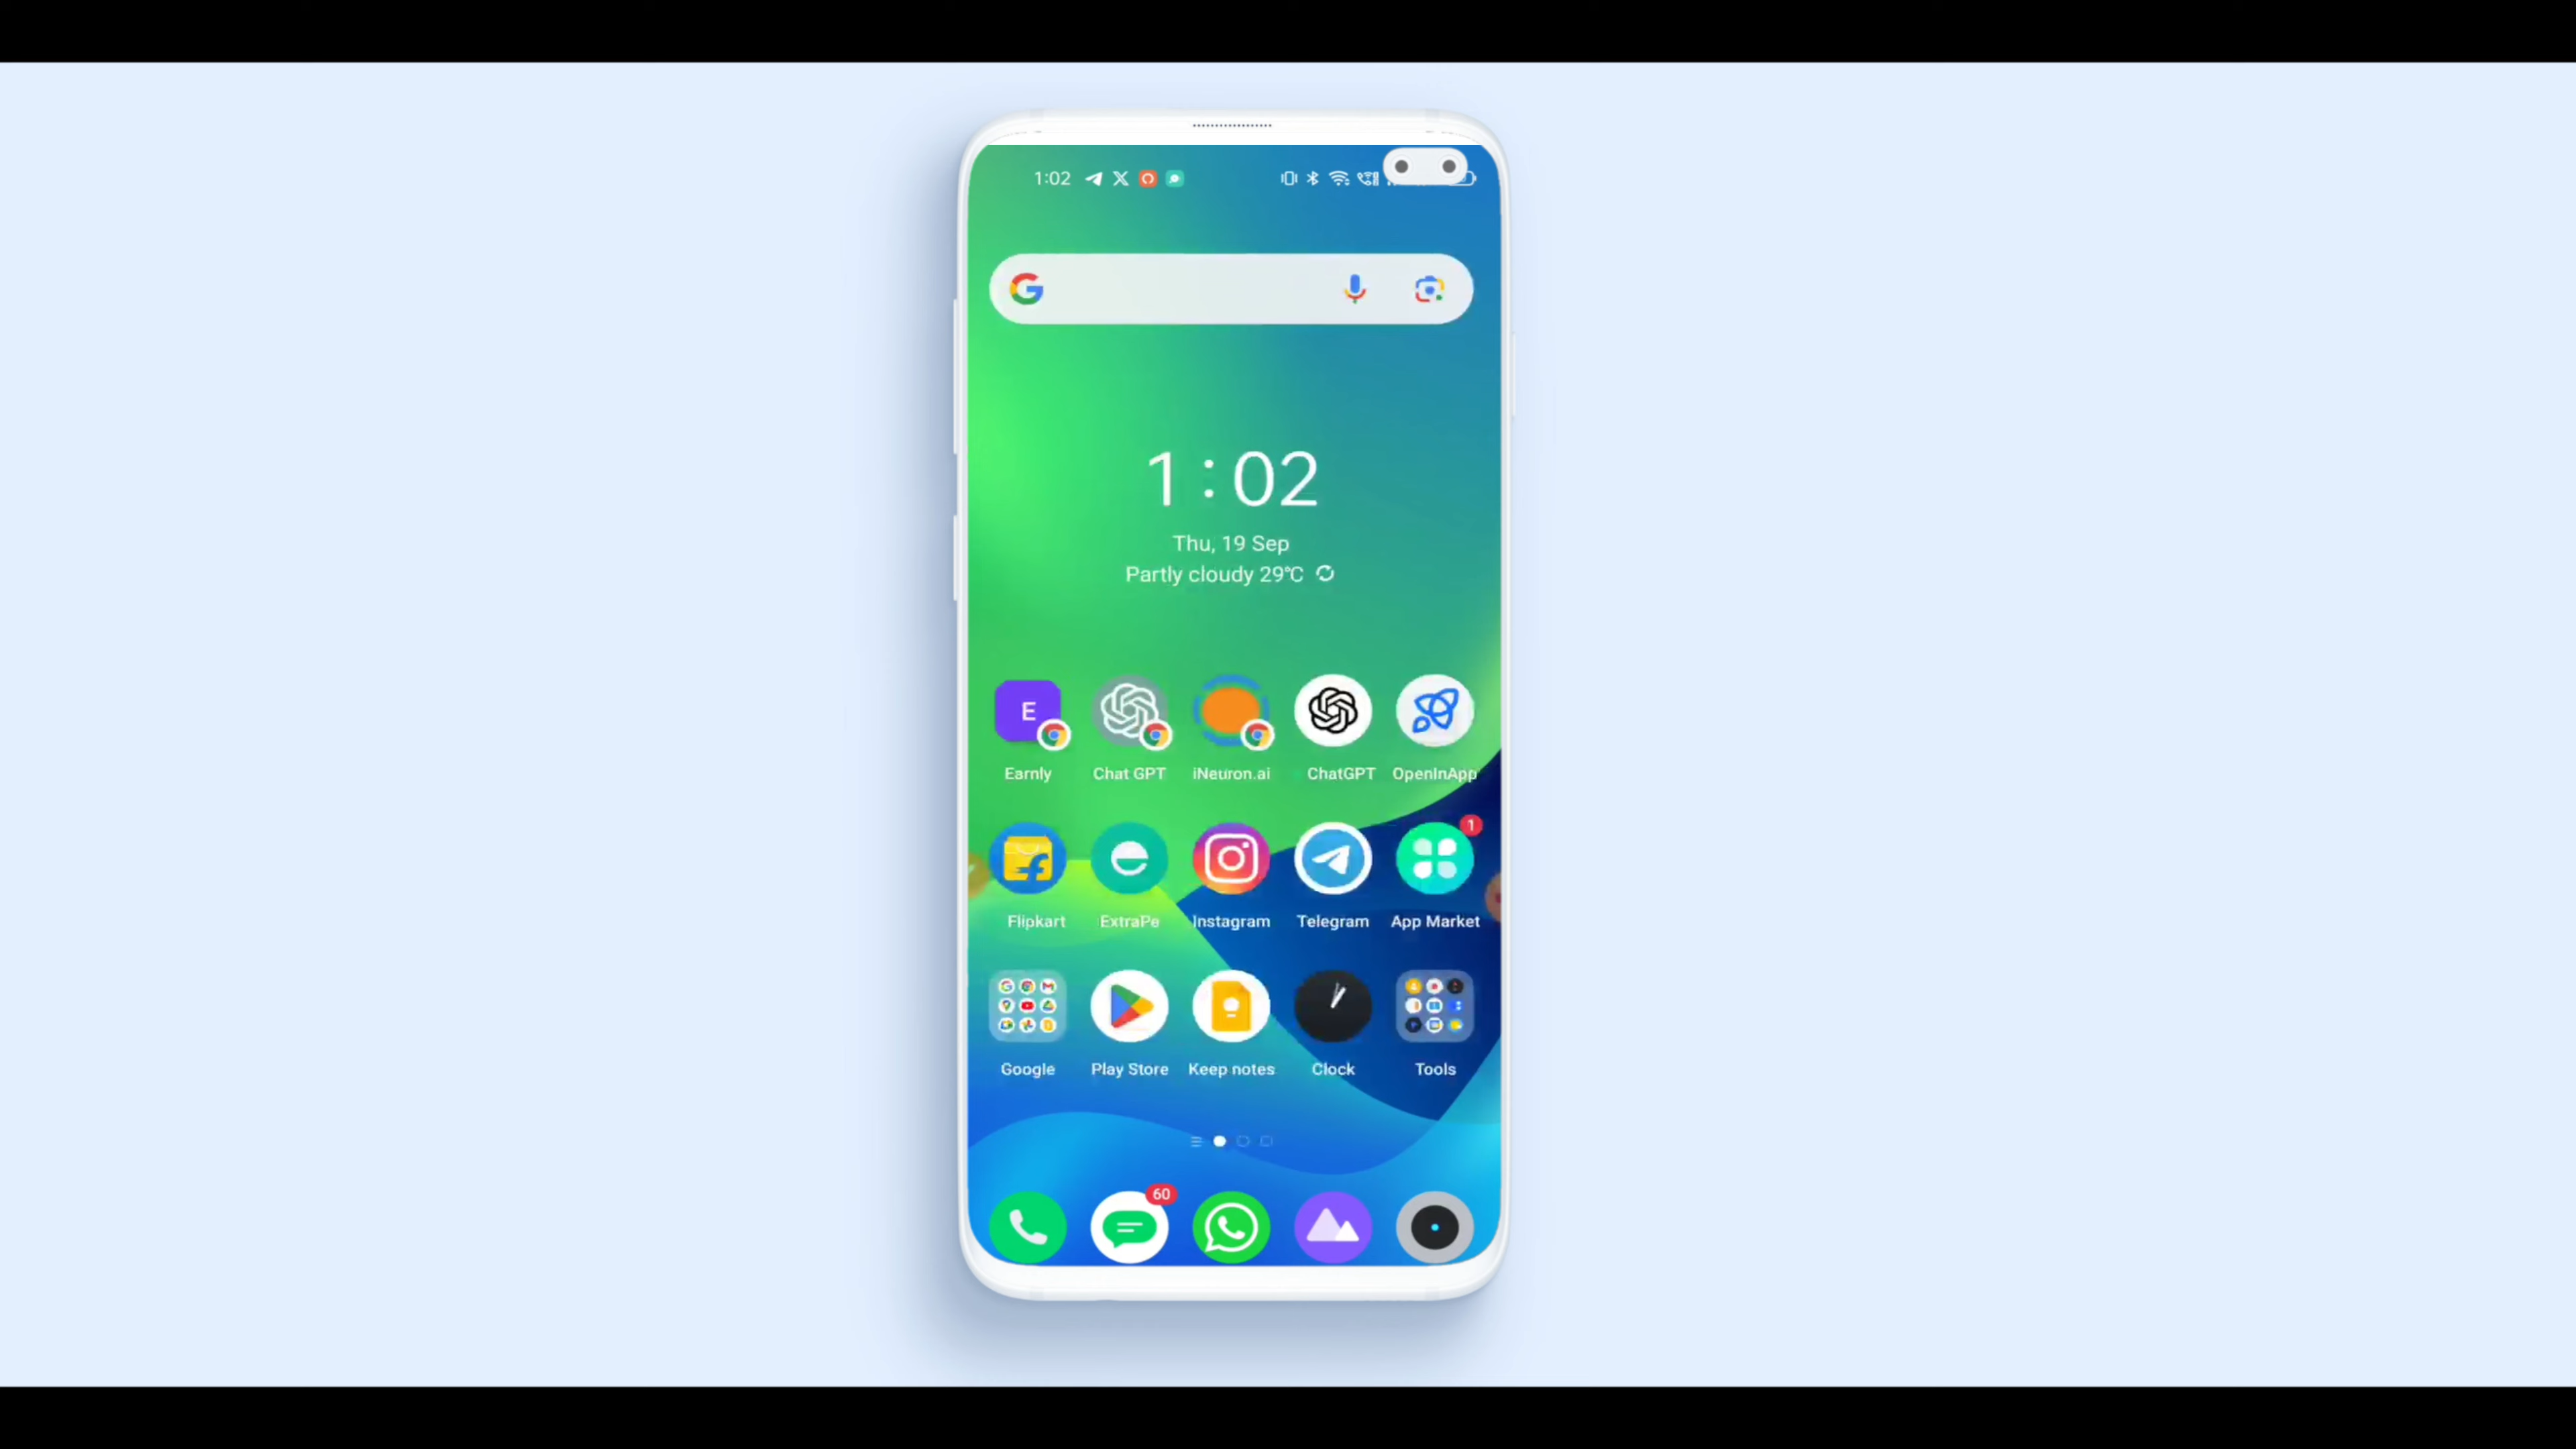 1:02
1:02
Thu, 19 Sep
Partly cloudy 29°C
E
Earnly
Chat GPT
iNeuron.ai
ChatGPT
OpenInApp
1
Flipkart
ExtraPe
Instagram
Telegram
App Market
Google
Play Store
Keep notes
Clock
Tools
60